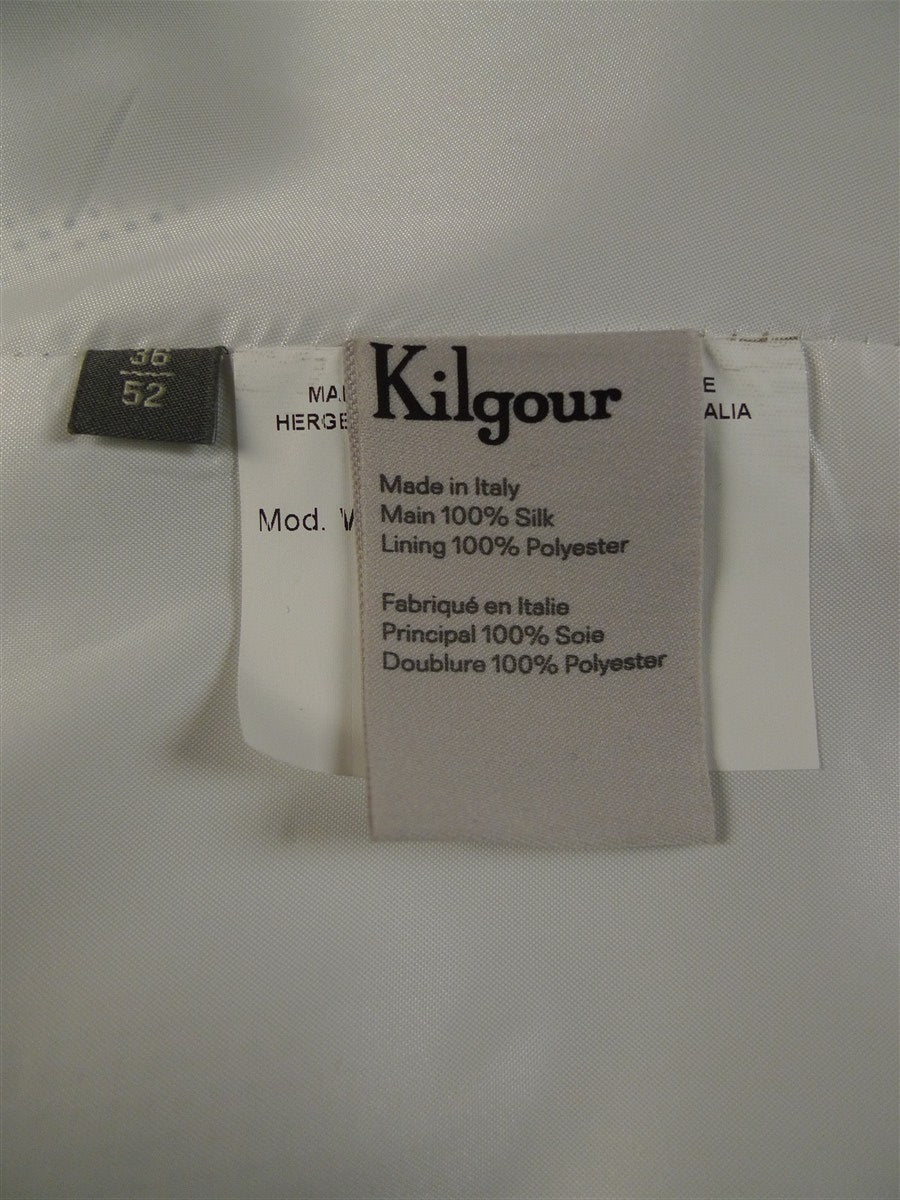 36
52
MA
HERGE
Mod.
E
ALIA
Kilgour
Made in Italy
Main 100% Silk
Lining 100% Polyester
Fabriqué en Italie
Principal 100% Soie
Doublure 100% Polyester